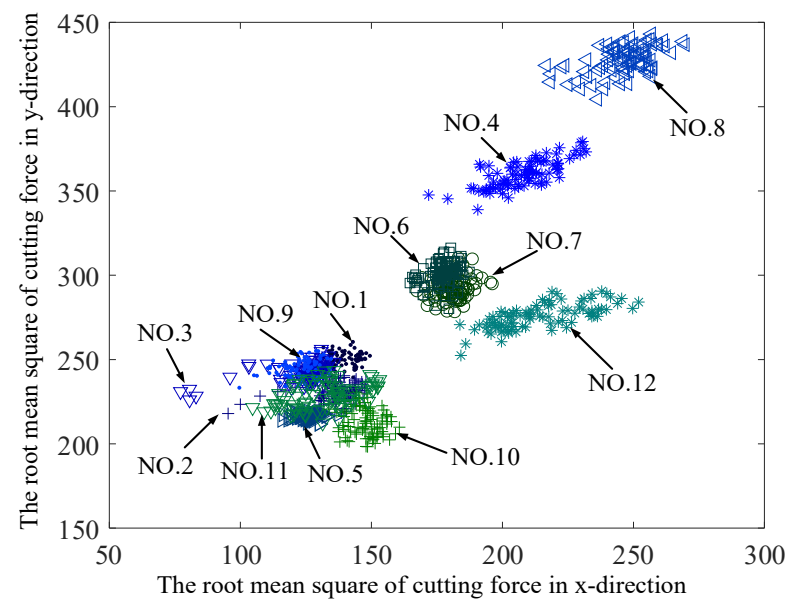 450
400
350
300
250
200
150
50
100
150
200
250
300
The root mean square of cutting force in y-direction
The root mean square of cutting force in x-direction
NO.8
NO.4
NO.6
NO.7
NO.1
NO.9
NO.3
NO.12
NO.2
NO.11
NO.5
NO.10